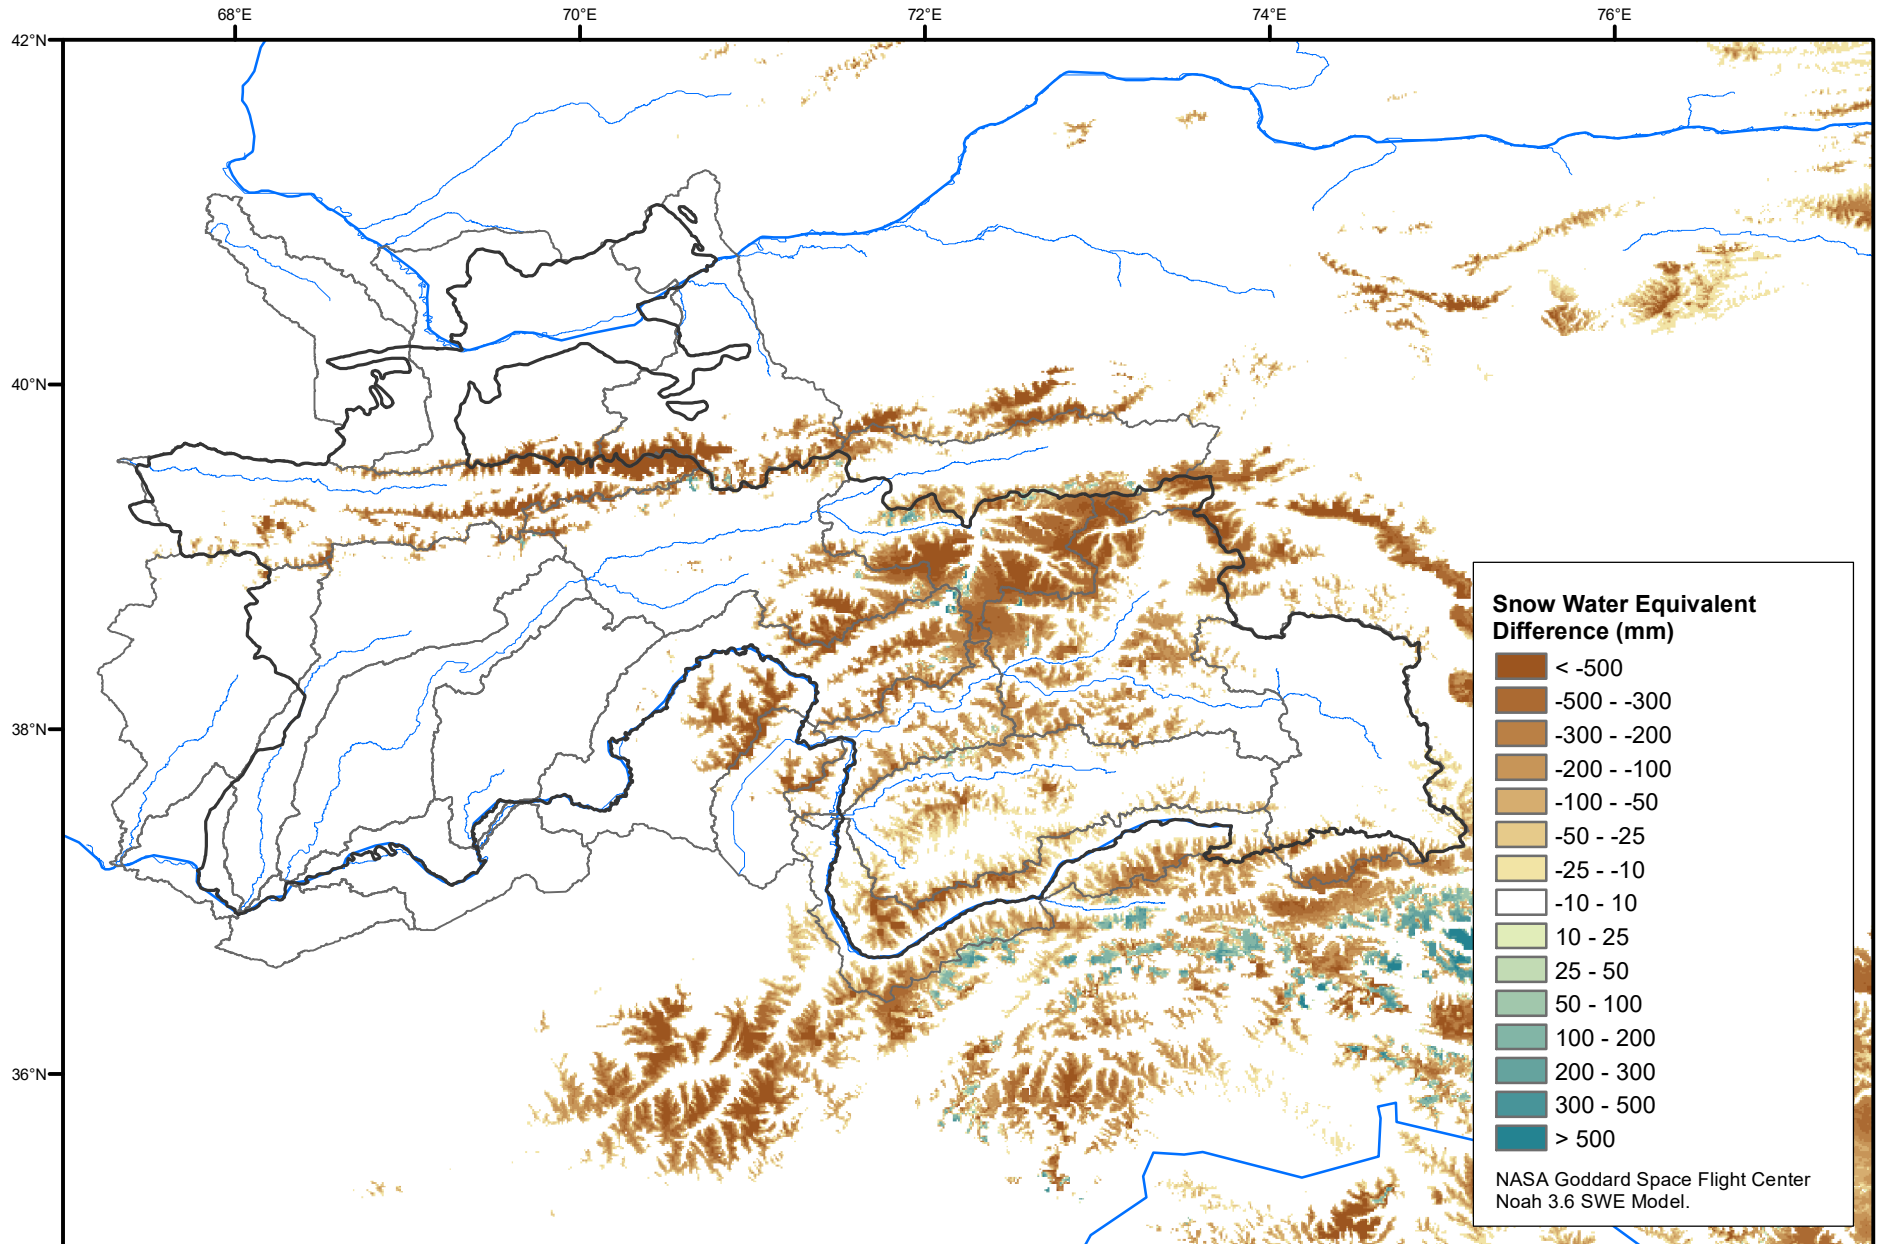 68°E
70°E
72°E
74°E
76°E
42°N
40°N
38°N
36°N
Snow Water Equivalent
Difference (mm)
< -500
-500 - -300
-300 - -200
-200 - -100
-100 - -50
-50 - -25
-25 - -10
-10 - 10
10 - 25
25 - 50
50 - 100
100 - 200
200 - 300
300 - 500
> 500
NASA Goddard Space Flight Center
Noah 3.6 SWE Model.